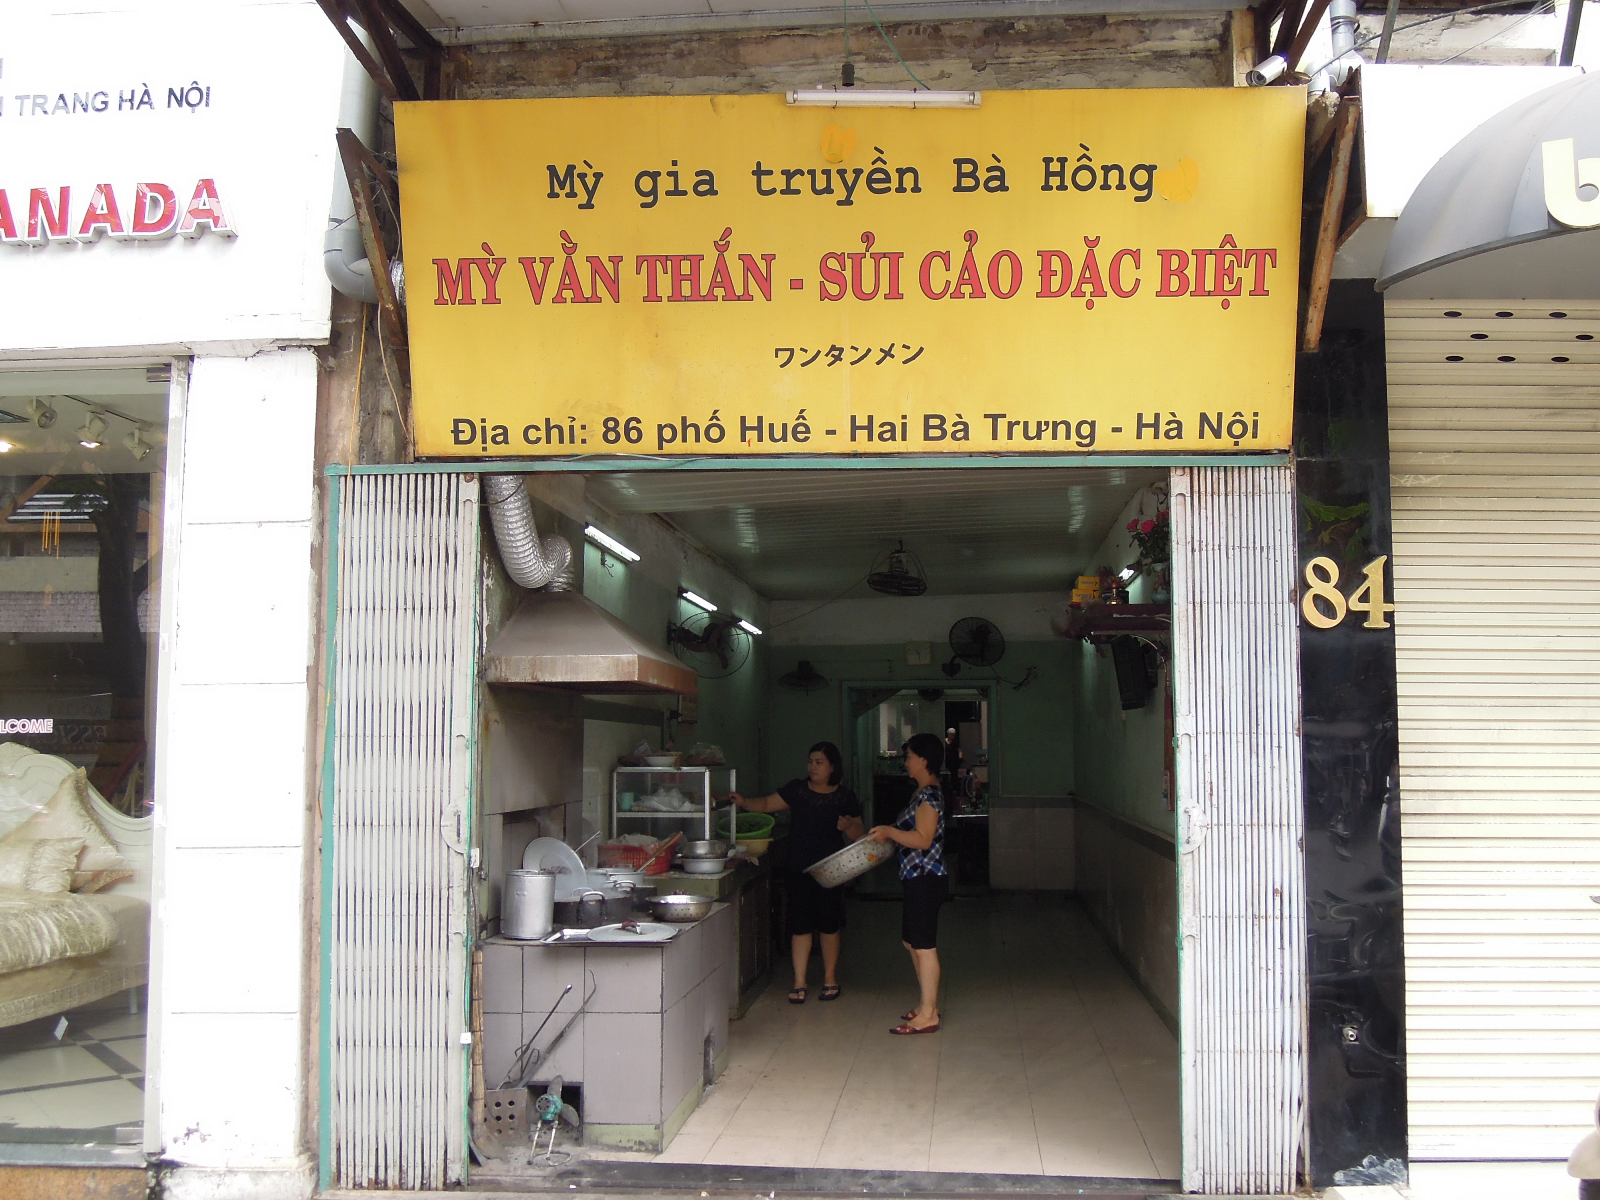 TRANG HÀ NỘI
ANADA
LCOME
Mỳ gia truyền Bà Hồng
MỲ VẰN THẮN - SỦI CẢO ĐẶC BIỆT
ワンタンメン
Địa chỉ: 86 phố Huế - Hai Bà Trưng - Hà Nội
84
b